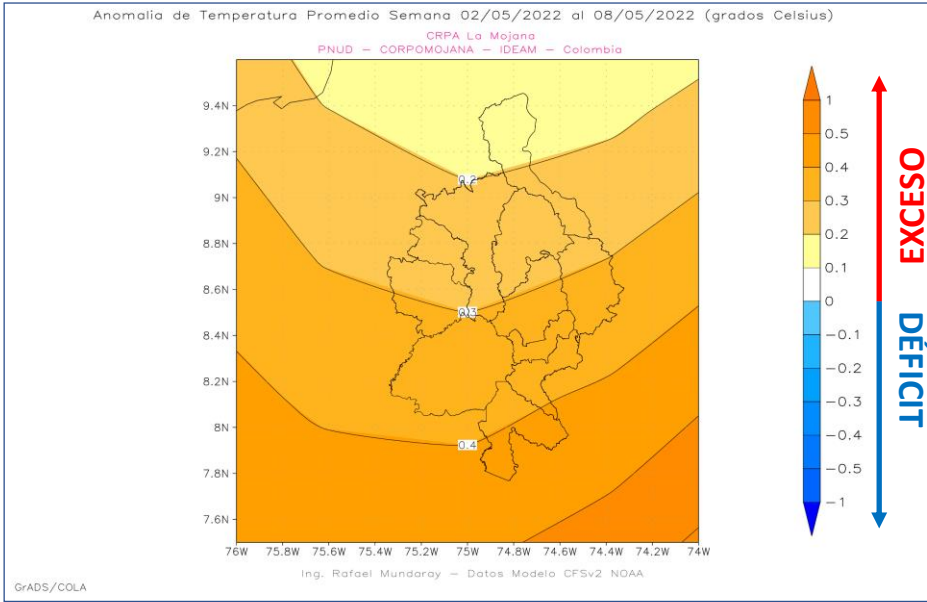 Anomalia de Temperatura Promedio Semana 02/05/2022 al 08/05/2022 (grados Celsius)
CRPA La Mojana
PNUD – CORPOMOJANA – IDEAM – Colombia
9.4N
9.2N
9N
8.8N
8.6N
8.4N
8.2N
8N
7.8N
7.6N
0.2
0.3
0.4
76W 75.8W 75.6W 75.4W 75.2W 75W 74.8W 74.6W 74.4W 74.2W 74W
1
0.5
0.4
0.3
0.2
0.1
0
−0.1
−0.2
−0.3
−0.4
−0.5
−1
EXCESO
DÉFICIT
Ing. Rafael Mundaray – Datos Modelo CFSv2 NOAA
GrADS/COLA